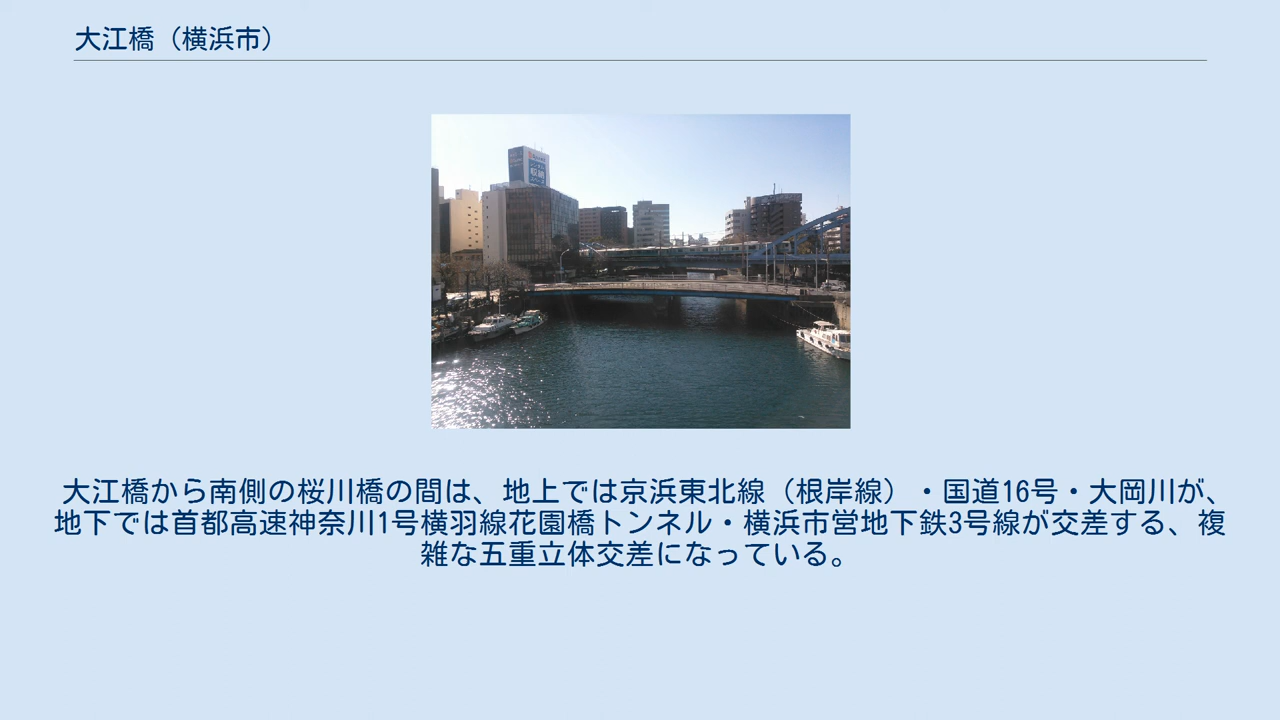 大江橋（横浜市）
収納
大江橋から南側の桜川橋の間は、地上では京浜東北線（根岸線）・国道16号・大岡川が、
地下では首都高速神奈川1号横羽線花園橋トンネル・横浜市営地下鉄3号線が交差する、複
雑な五重立体交差になっている。